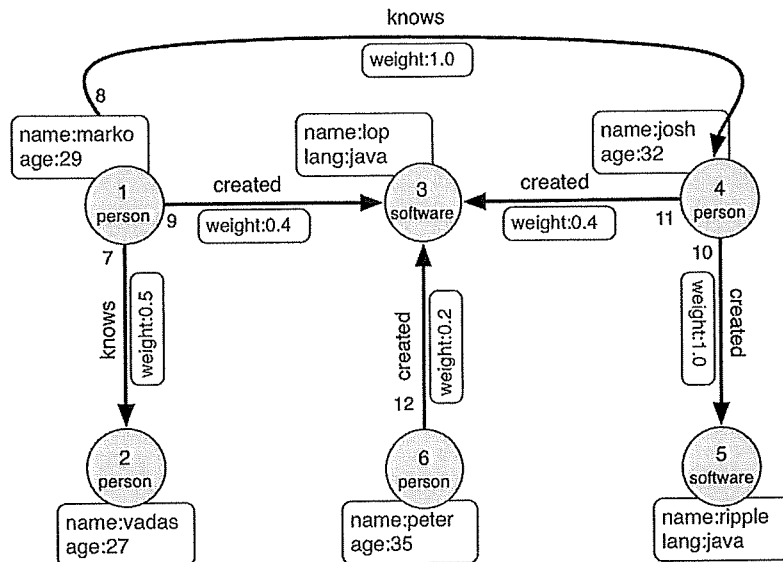 knows
weight:1.0
8
name:marko
age:29
name:lop
lang:java
name:josh
age:32
1
person
created
9
weight:0.4
3
software
created
11
weight:0.4
4
person
7
knows
weight:0.5
created
weight:0.2
12
10
weight:1.0
created
2
person
name:vadas
age:27
6
person
name:peter
age:35
5
software
name:ripple
lang:java